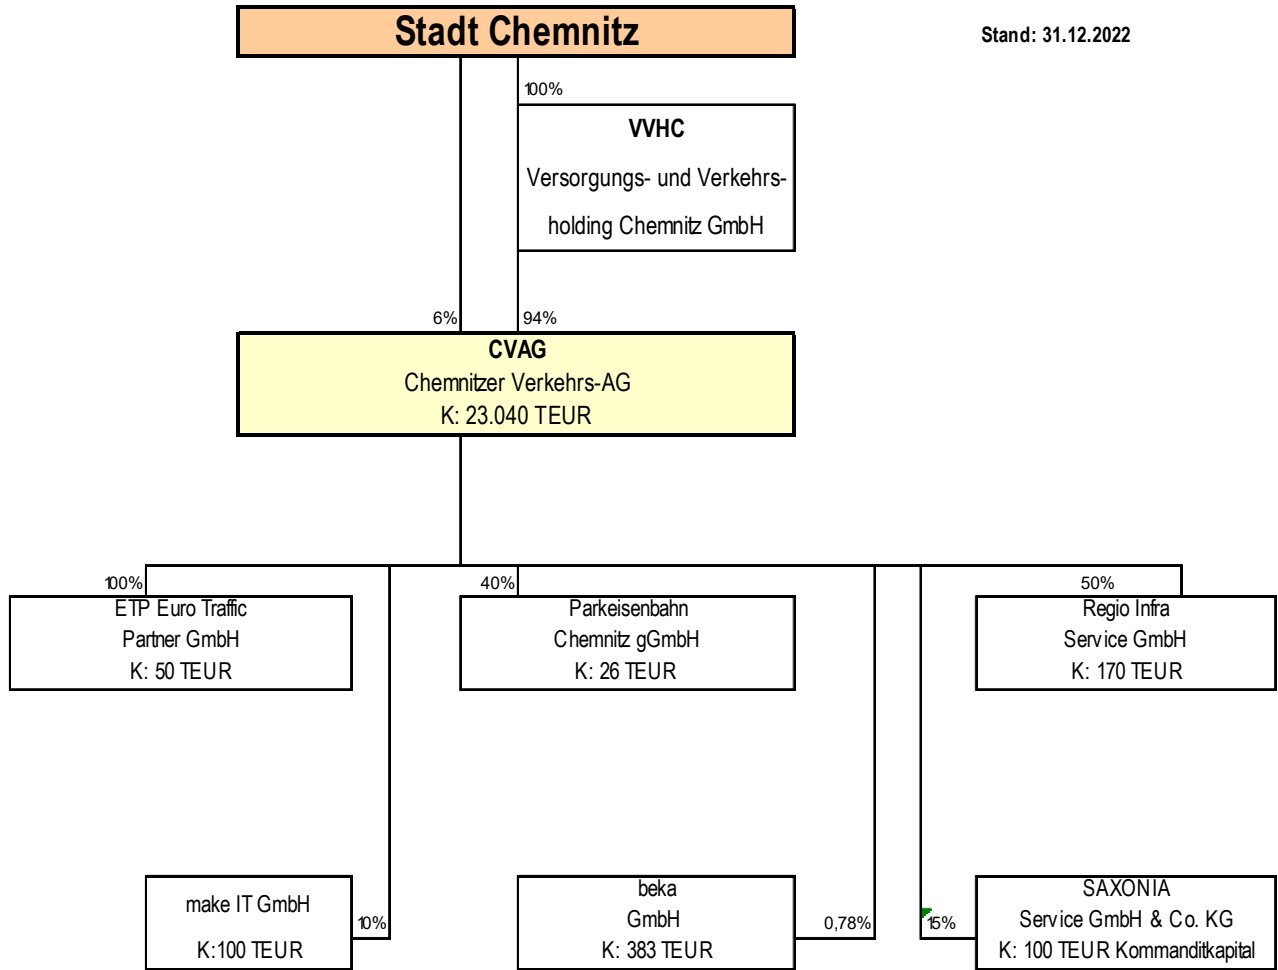 Stadt Chemnitz
Stand: 31.12.2022
100%
VVHC
Versorgungs- und Verkehrs-
holding Chemnitz GmbH
6%
94%
CVAG
Chemnitzer Verkehrs-AG
K: 23.040 TEUR
100%
ETP Euro Traffic
Partner GmbH
K: 50 TEUR
40%
Parkeisenbahn
Chemnitz gGmbH
K: 26 TEUR
50%
Regio Infra
Service GmbH
K: 170 TEUR
make IT GmbH
K:100 TEUR
10%
beka
GmbH
K: 383 TEUR
0,78%
15%
SAXONIA
Service GmbH & Co. KG
K: 100 TEUR Kommanditkapital